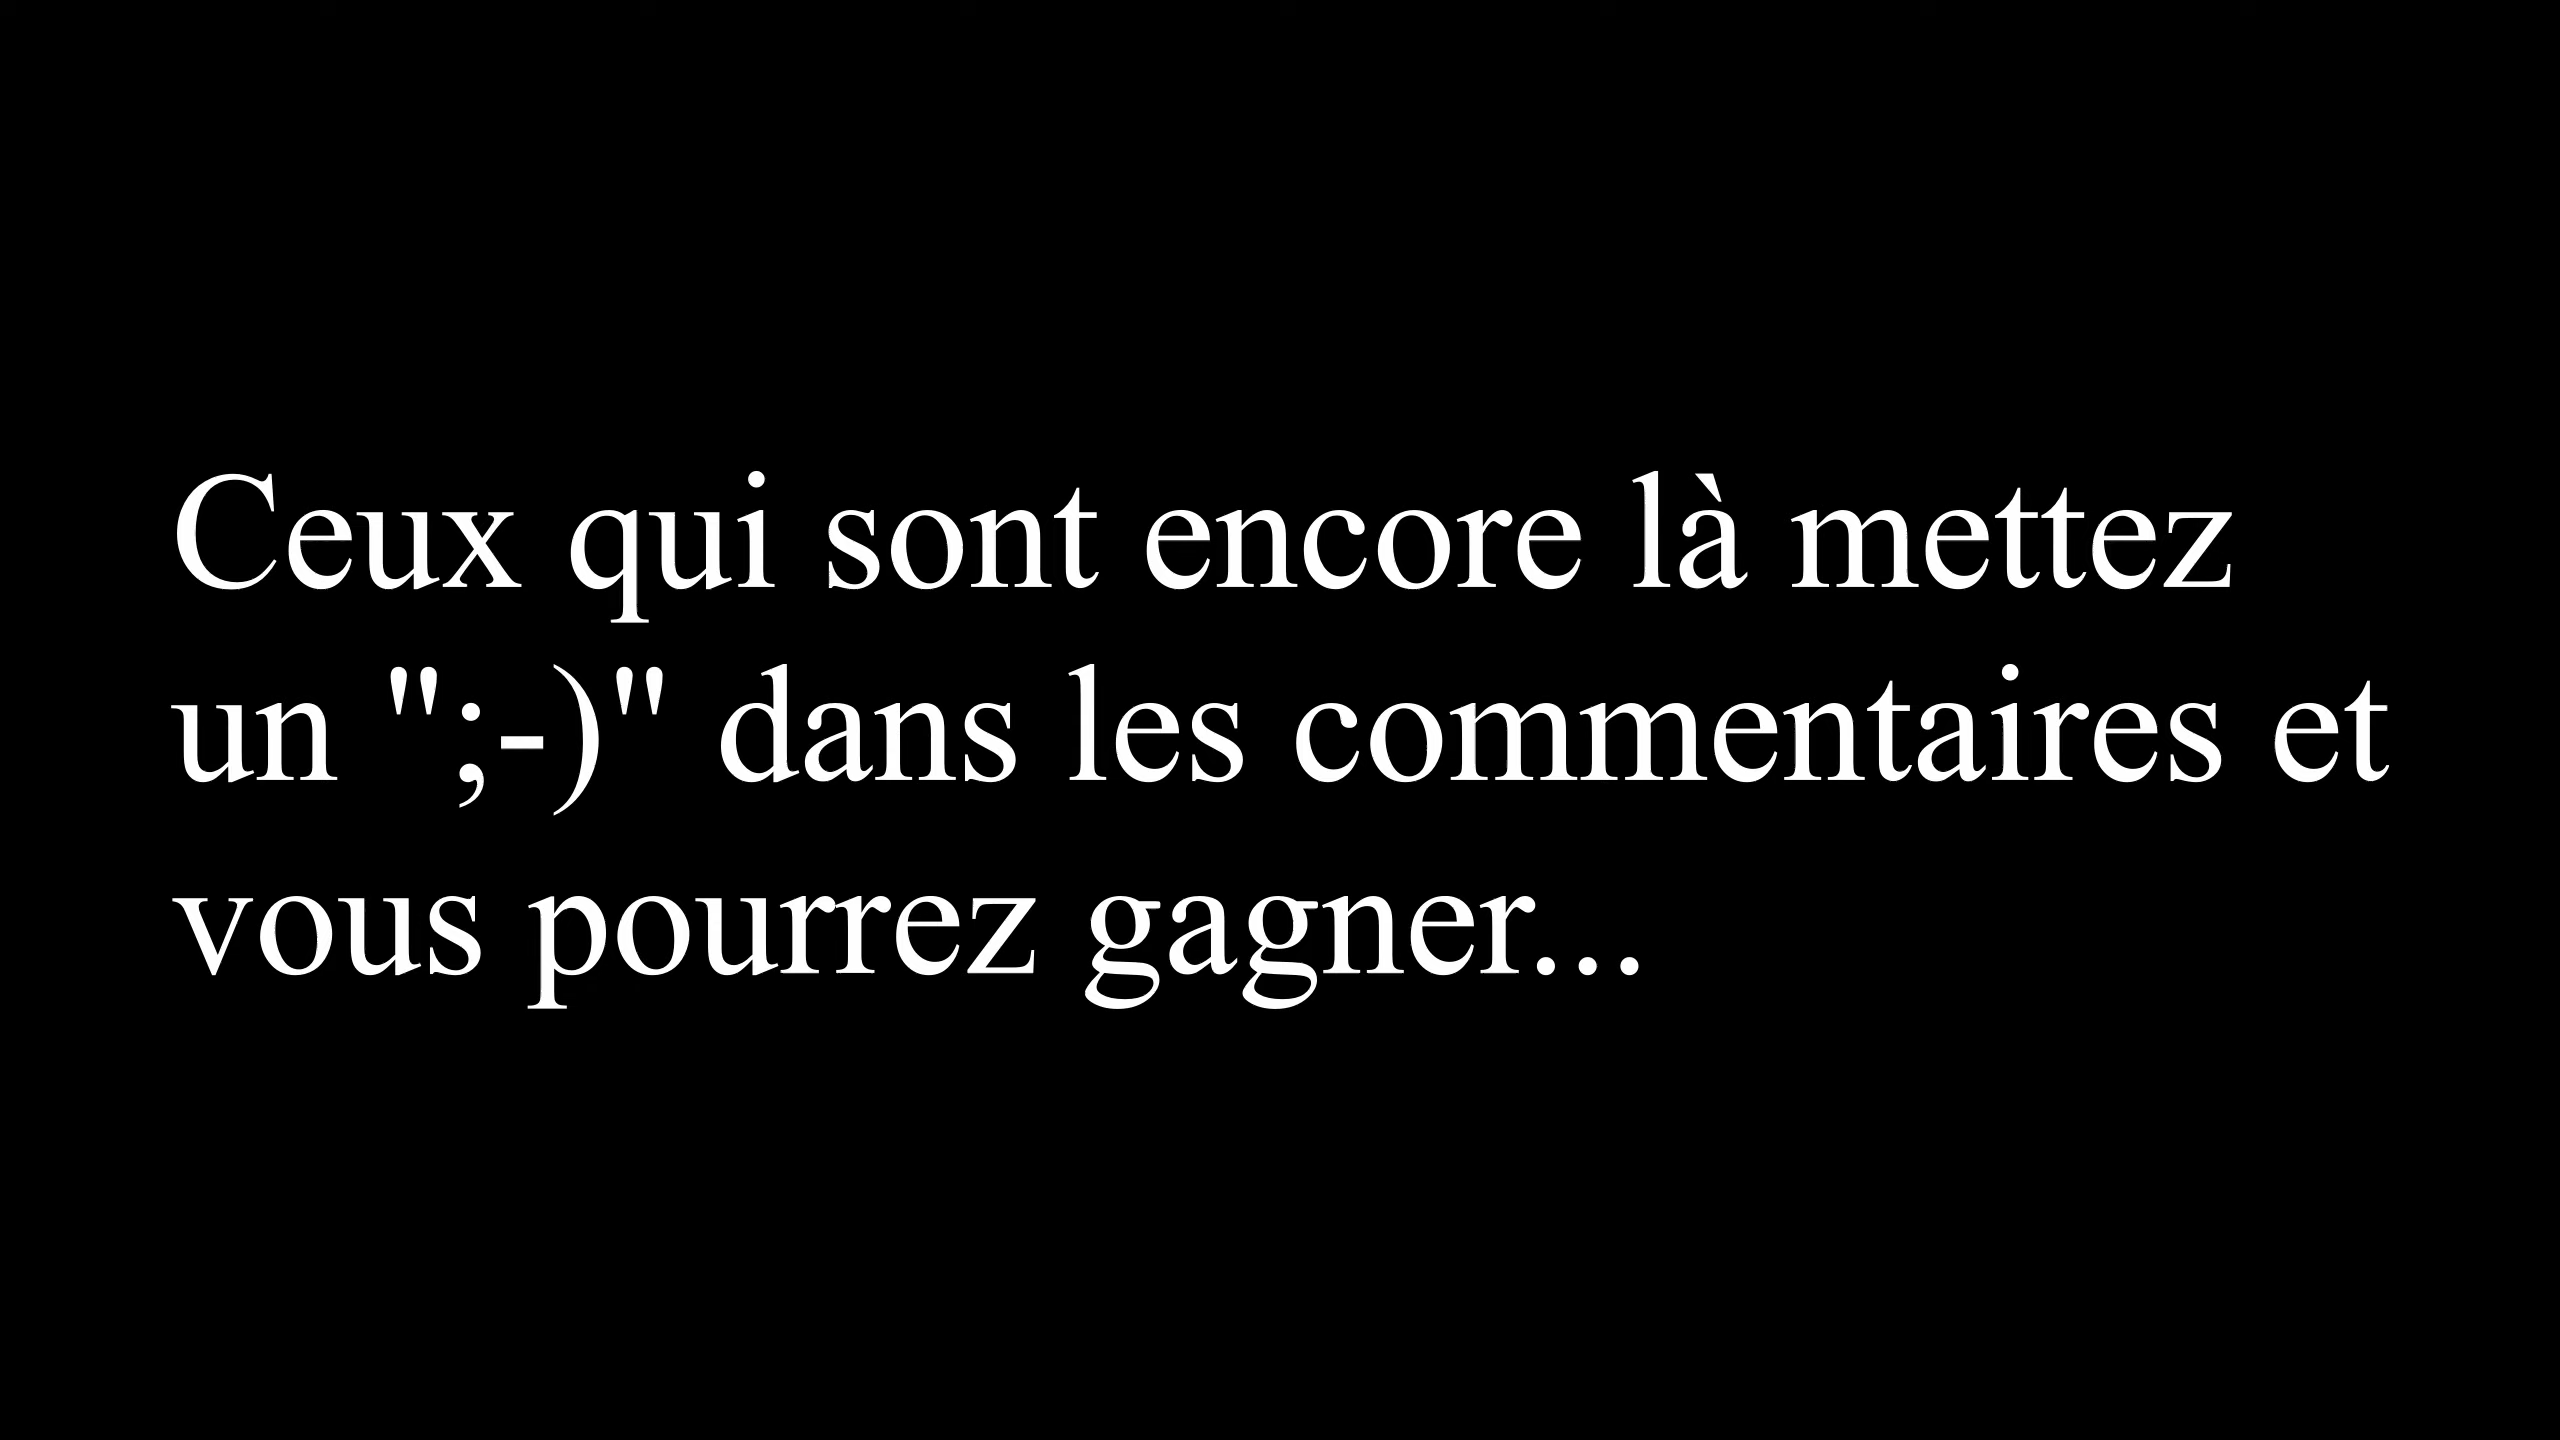 Ceux qui sont encore là mettez
un ";-)" dans les commentaires et
vous pourrez gagner...